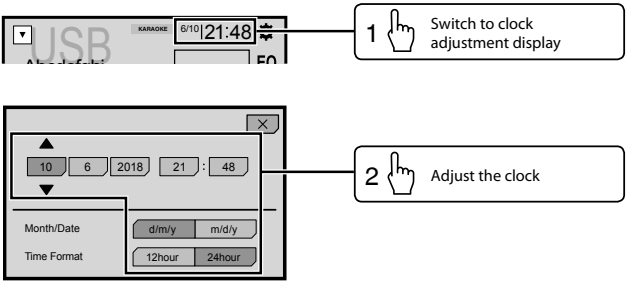 USB
KARAOKE
6/10 21:48
EQ
1 Switch to clock
adjustment display
10 6 2018 21 : 48
2 Adjust the clock
Month/Date d/m/y m/d/y
Time Format 12hour 24hour